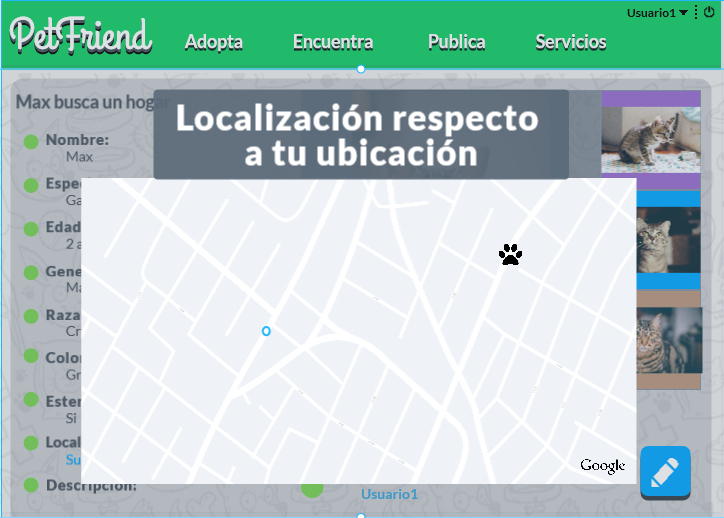 PetFriend
Adopta
Encuentra
Publica
Servicios
Usuario1
Max busca un hogar
Localización respecto
a tu ubicación
Nombre:
Max
Espe
Ga
Edad
2 a
Gene
Ma
Raza
Cr
Colo
Gr
Ester
Si
Local
Su
Descripción:
Usuario1
Google